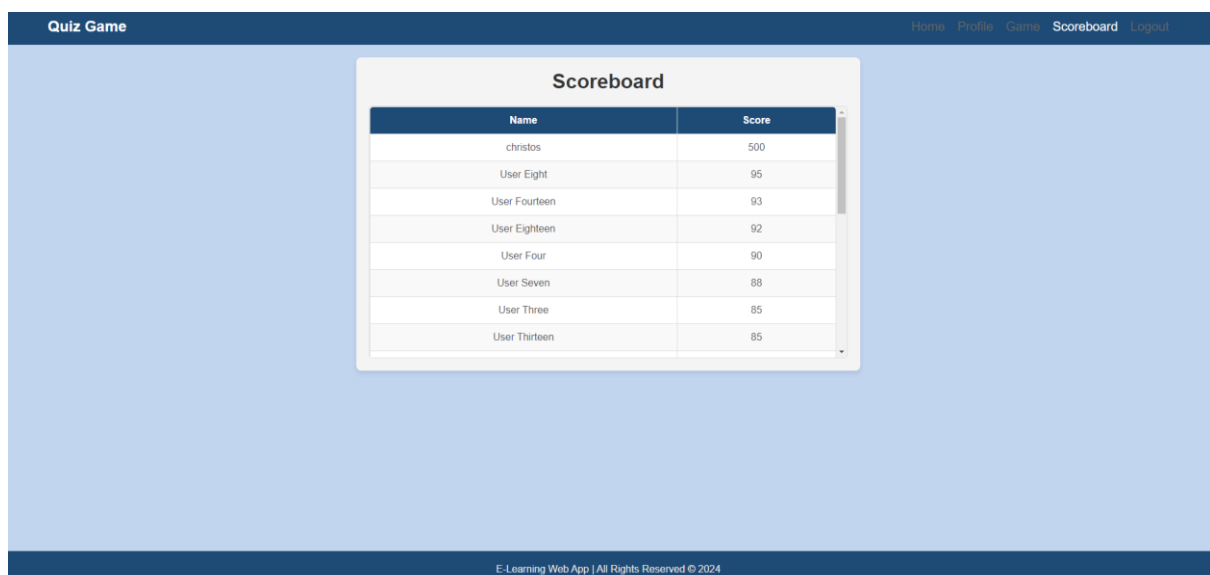 Quiz Game Home Profile Game Scoreboard Logout
Scoreboard
Name Score
christos 500
User Eight 95
User Fourteen 93
User Eighteen 92
User Four 90
User Seven 88
User Three 85
User Thirteen 85
E-Learning Web App | All Rights Reserved © 2024